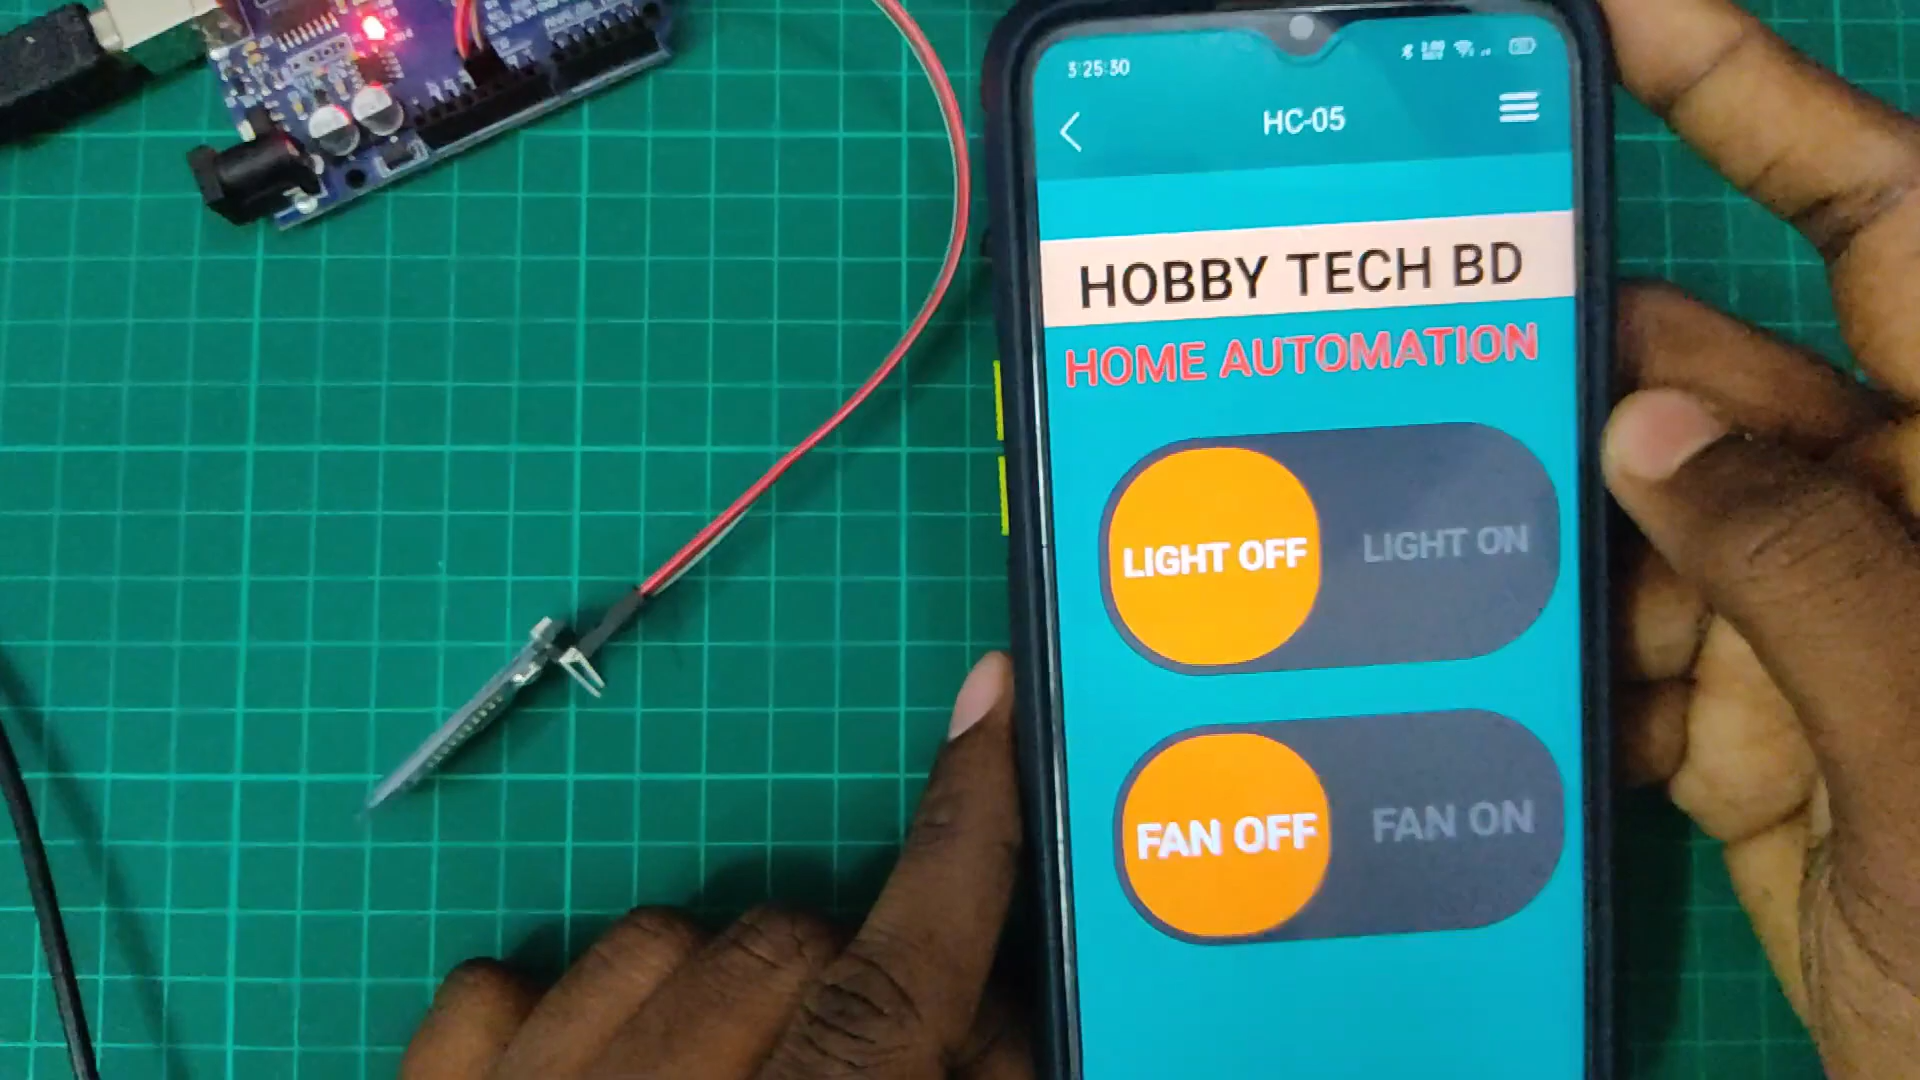 3:25:30
HC-05
HOBBY TECH BD
HOME AUTOMATION
LIGHT OFF LIGHT ON
FAN OFF FAN ON